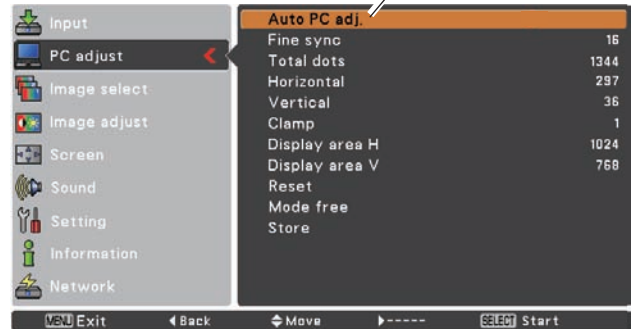 Input
PC adjust
Image select
Image adjust
Screen
Sound
Setting
Information
Network
Auto PC adj.
Fine sync 16
Total dots 1344
Horizontal 297
Vertical 36
Clamp 1
Display area H 1024
Display area V 768
Reset
Mode free
Store
MENU Exit Back Move ----- SELECT Start